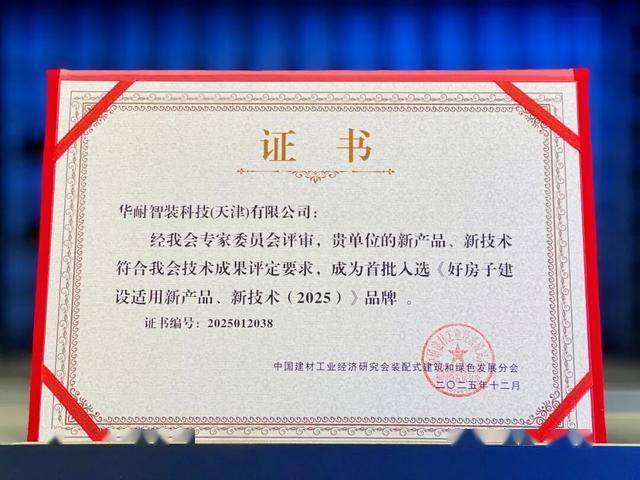 证书
华耐智装科技(天津)有限公司：
经我会专家委员会评审，贵单位的新产品、新技术
符合我会技术成果评定要求，成为首批入选《好房子建
设适用新产品、新技术（2025）》品牌 。
证书编号：2025012038
中国建材工业经济研究会装配式建筑和绿色发展分会
二〇二五年十二月